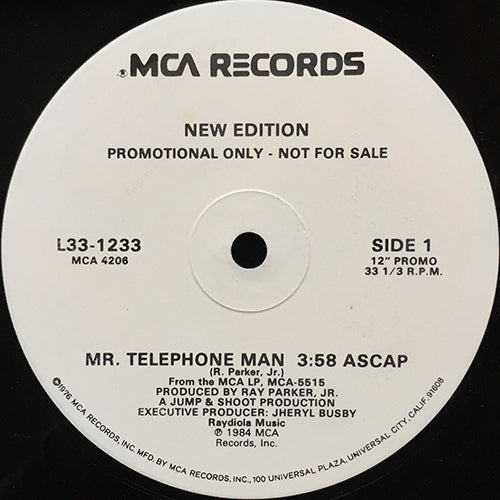 MCA RECORDS
NEW EDITION
PROMOTIONAL ONLY - NOT FOR SALE
L33-1233
MCA 4206
SIDE 1
12" PROMO
33 1/3 R.P.M.
MR. TELEPHONE MAN 3:58 ASCAP
(R. Parker, Jr.)
From the MCA LP, MCA-5515
PRODUCED BY RAY PARKER, JR.
A JUMP & SHOOT PRODUCTION
EXECUTIVE PRODUCER: JHERYL BUSBY
Raydiola Music
℗ 1984 MCA
Records, Inc.
©1976 MCA RECORDS, INC. MFD. BY MCA RECORDS, INC., 100 UNIVERSAL PLAZA, UNIVERSAL CITY, CALIF. 91608